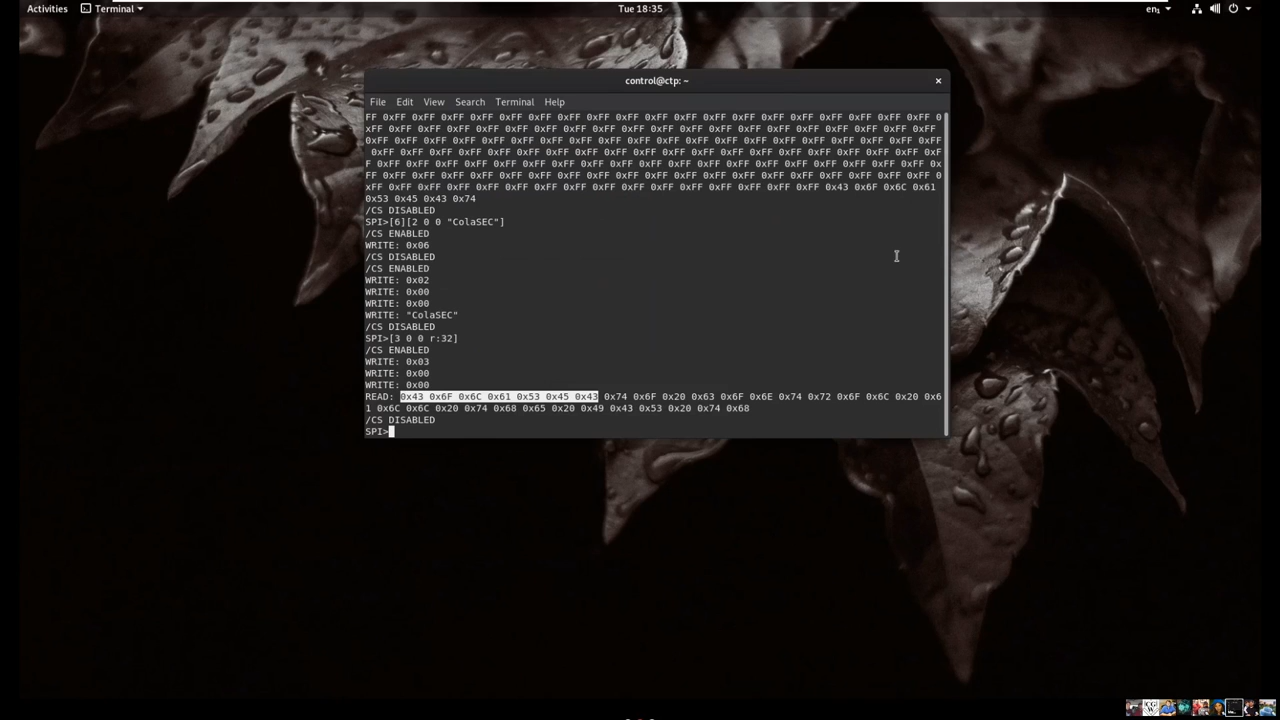 Activities Terminal Tue 18:35 en₁
control@ctp: ~ ×
File Edit View Search Terminal Help
FF 0xFF 0xFF 0xFF 0xFF 0xFF 0xFF 0xFF 0xFF 0xFF 0xFF 0xFF 0xFF 0xFF 0xFF 0xFF 0xFF 0xFF 0xFF 0xFF 0
xFF 0xFF 0xFF 0xFF 0xFF 0xFF 0xFF 0xFF 0xFF 0xFF 0xFF 0xFF 0xFF 0xFF 0xFF 0xFF 0xFF 0xFF 0xFF 0xFF
0xFF 0xFF 0xFF 0xFF 0xFF 0xFF 0xFF 0xFF 0xFF 0xFF 0xFF 0xFF 0xFF 0xFF 0xFF 0xFF 0xFF 0xFF 0xFF 0xFF
0xFF 0xFF 0xFF 0xFF 0xFF 0xFF 0xFF 0xFF 0xFF 0xFF 0xFF 0xFF 0xFF 0xFF 0xFF 0xFF 0xFF 0xFF 0xFF 0xF
F 0xFF 0xFF 0xFF 0xFF 0xFF 0xFF 0xFF 0xFF 0xFF 0xFF 0xFF 0xFF 0xFF 0xFF 0xFF 0xFF 0xFF 0xFF 0xFF 0x
FF 0xFF 0xFF 0xFF 0xFF 0xFF 0xFF 0xFF 0xFF 0xFF 0xFF 0xFF 0xFF 0xFF 0xFF 0xFF 0xFF 0xFF 0xFF 0xFF 0
xFF 0xFF 0xFF 0xFF 0xFF 0xFF 0xFF 0xFF 0xFF 0xFF 0xFF 0xFF 0xFF 0xFF 0xFF 0xFF 0x43 0x6F 0x6C 0x61
0x53 0x45 0x43 0x74
/CS DISABLED
SPI>[6][2 0 0 "ColaSEC"]
/CS ENABLED
WRITE: 0x06
/CS DISABLED
/CS ENABLED
WRITE: 0x02
WRITE: 0x00
WRITE: 0x00
WRITE: "ColaSEC"
/CS DISABLED
SPI>[3 0 0 r:32]
/CS ENABLED
WRITE: 0x03
WRITE: 0x00
WRITE: 0x00
READ: 0x43 0x6F 0x6C 0x61 0x53 0x45 0x43 0x74 0x6F 0x20 0x63 0x6F 0x6E 0x74 0x72 0x6F 0x6C 0x20 0x6
1 0x6C 0x6C 0x20 0x74 0x68 0x65 0x20 0x49 0x43 0x53 0x20 0x74 0x68
/CS DISABLED
SPI>